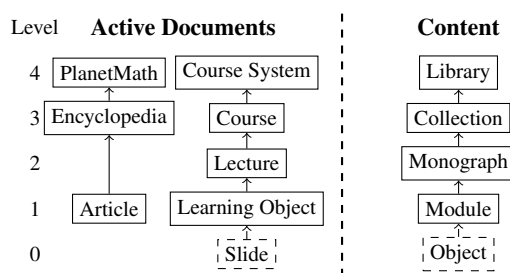 Level Active Documents Content
4 PlanetMath Course System Library
3 Encyclopedia Course Collection
2 Lecture Monograph
1 Article Learning Object Module
0 Slide Object